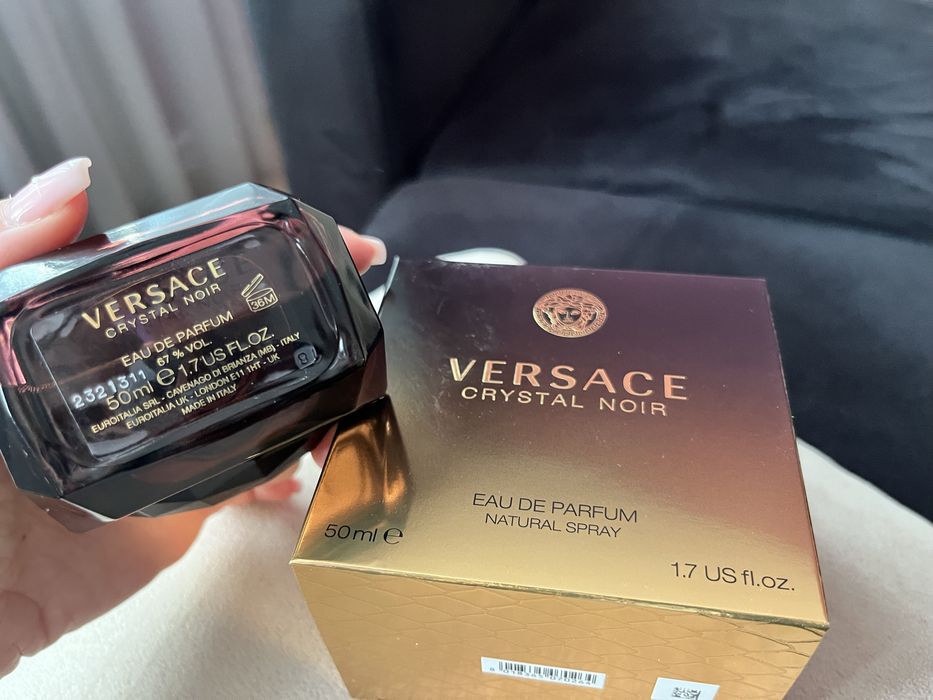 VERSACE
CRYSTAL NOIR
36M
EAU DE PARFUM
67 % VOL.
2321311
50ml e 1.7 US FL.OZ.
EUROITALIA SRL - CAVENAGO DI BRIANZA (MB) - ITALY
EUROITALIA UK - LONDON E11.1HT - UK
MADE IN ITALY
VERSACE
CRYSTAL NOIR
EAU DE PARFUM
NATURAL SPRAY
50 ml e
1.7 US fl.oz.